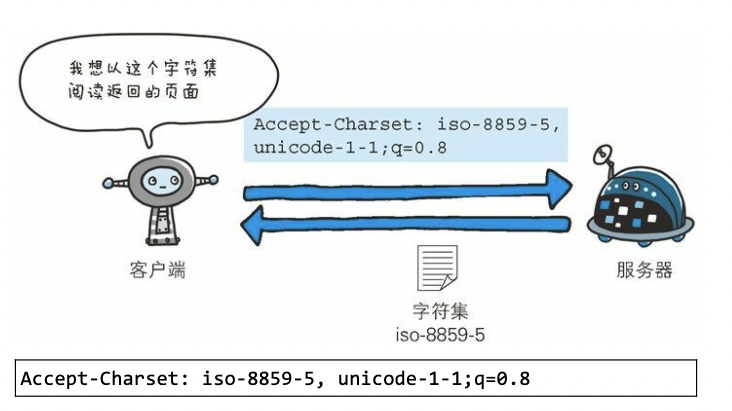 我想以这个字符集
阅读返回的页面
Accept-Charset: iso-8859-5,
unicode-1-1;q=0.8
客户端
服务器
字符集
iso-8859-5
Accept-Charset: iso-8859-5, unicode-1-1;q=0.8